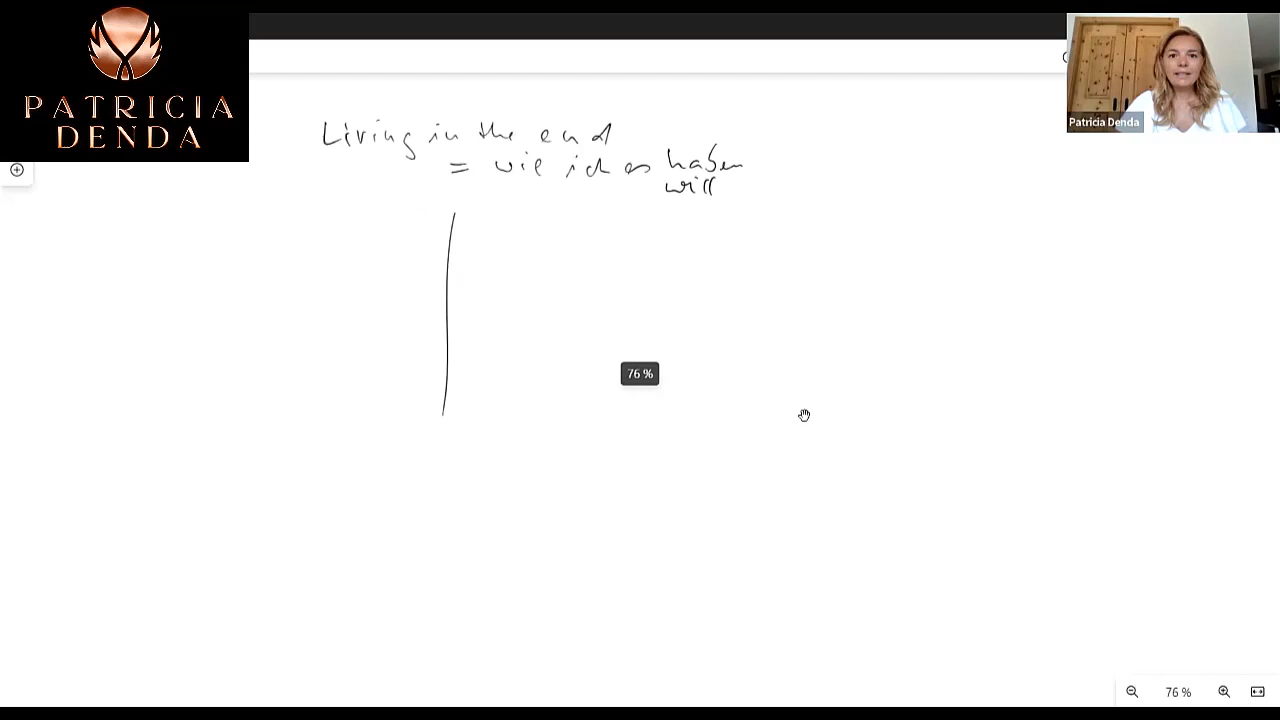 PATRICIA
DENDA
Patricia Denda
Living in the end
= wie ich es haben
will
76 %
76 %